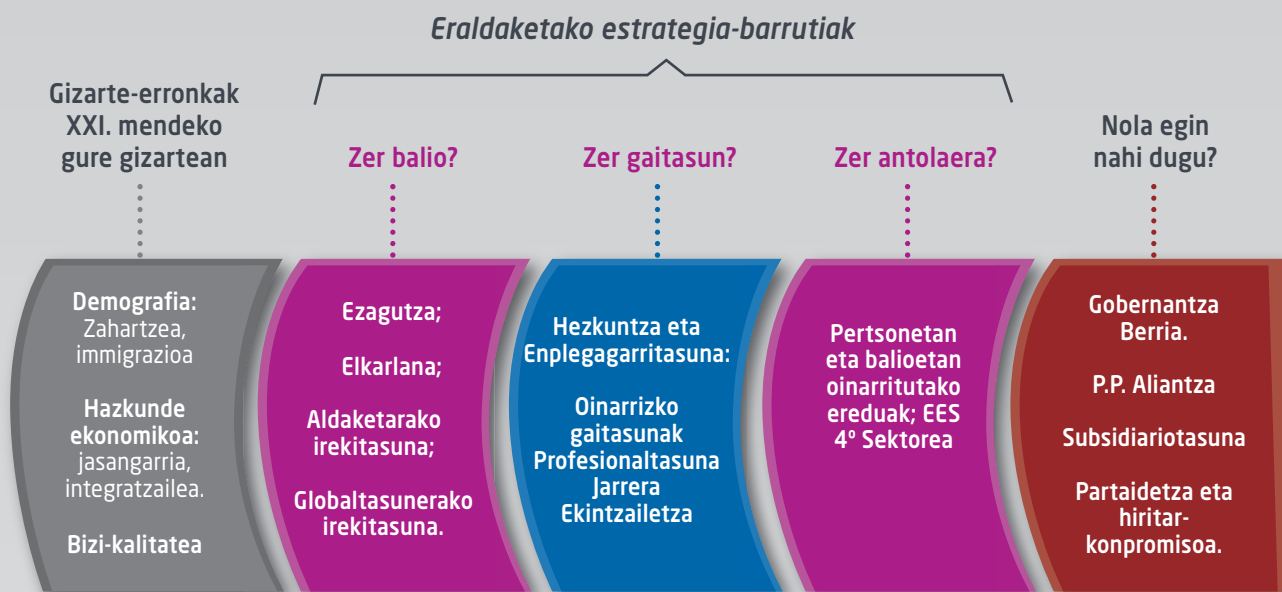 Eraldaketako estrategia-barrutiak
Gizarte-erronkak
XXI. mendeko
gure gizartean
Zer balio?
Zer gaitasun?
Zer antolaera?
Nola egin
nahi dugu?
Demografia:
Zahartzea,
immigrazioa
Hazkunde
ekonomikoa:
jasangarria,
integratzailea.
Bizi-kalitatea
Ezagutza;
Elkarlana;
Aldaketarako
irekitasuna;
Globaltasunerako
irekitasuna.
Hezkuntza eta
Enplegagarritasuna:
Oinarrizko
gaitasunak
Profesionaltasuna
Jarrera
Ekintzailetza
Pertsonetan
eta balioetan
oinarritutako
ereduak; EES
4º Sektorea
Gobernantza
Berria.
P.P. Aliantza
Subsidiariotasuna
Partaidetza eta
hiritar-
konpromisoa.